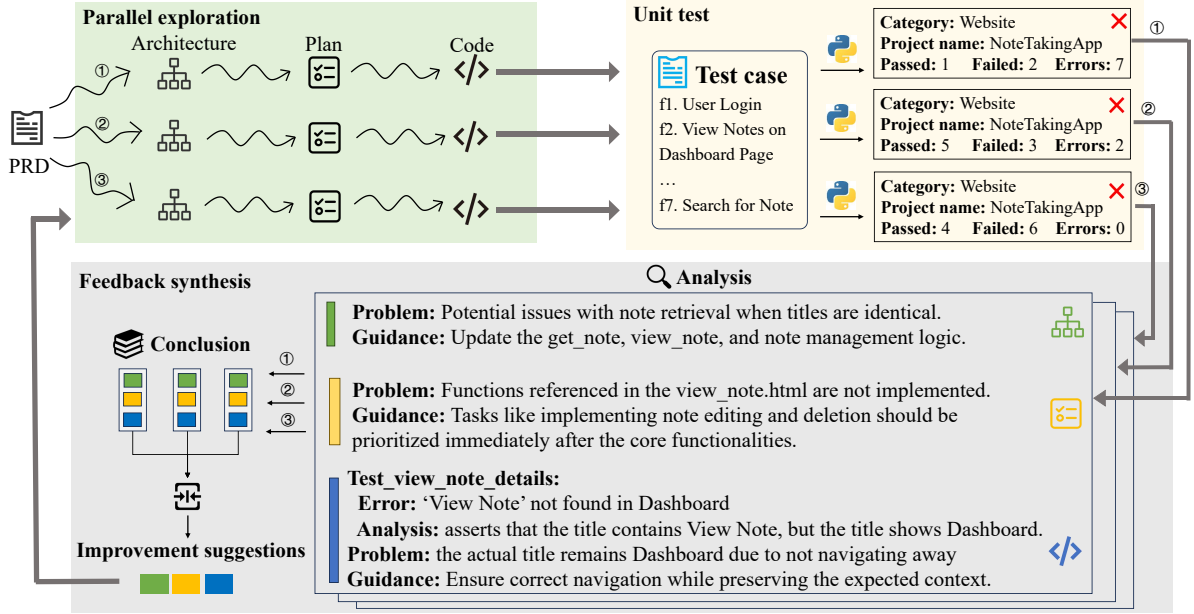 Parallel exploration
Architecture
Plan
Code
①
②
③
PRD
Unit test
Test case
f1. User Login
f2. View Notes on
Dashboard Page
...
f7. Search for Note
Category: Website
Project name: NoteTakingApp
Passed: 1 Failed: 2 Errors: 7
①
Category: Website
Project name: NoteTakingApp
Passed: 5 Failed: 3 Errors: 2
②
Category: Website
Project name: NoteTakingApp
Passed: 4 Failed: 6 Errors: 0
③
Feedback synthesis
Analysis
Problem: Potential issues with note retrieval when titles are identical.
Guidance: Update the get_note, view_note, and note management logic.
Problem: Functions referenced in the view_note.html are not implemented.
Guidance: Tasks like implementing note editing and deletion should be
prioritized immediately after the core functionalities.
Test_view_note_details:
Error: ‘View Note’ not found in Dashboard
Analysis: asserts that the title contains View Note, but the title shows Dashboard.
Problem: the actual title remains Dashboard due to not navigating away
Guidance: Ensure correct navigation while preserving the expected context.
Conclusion
①
②
③
Improvement suggestions